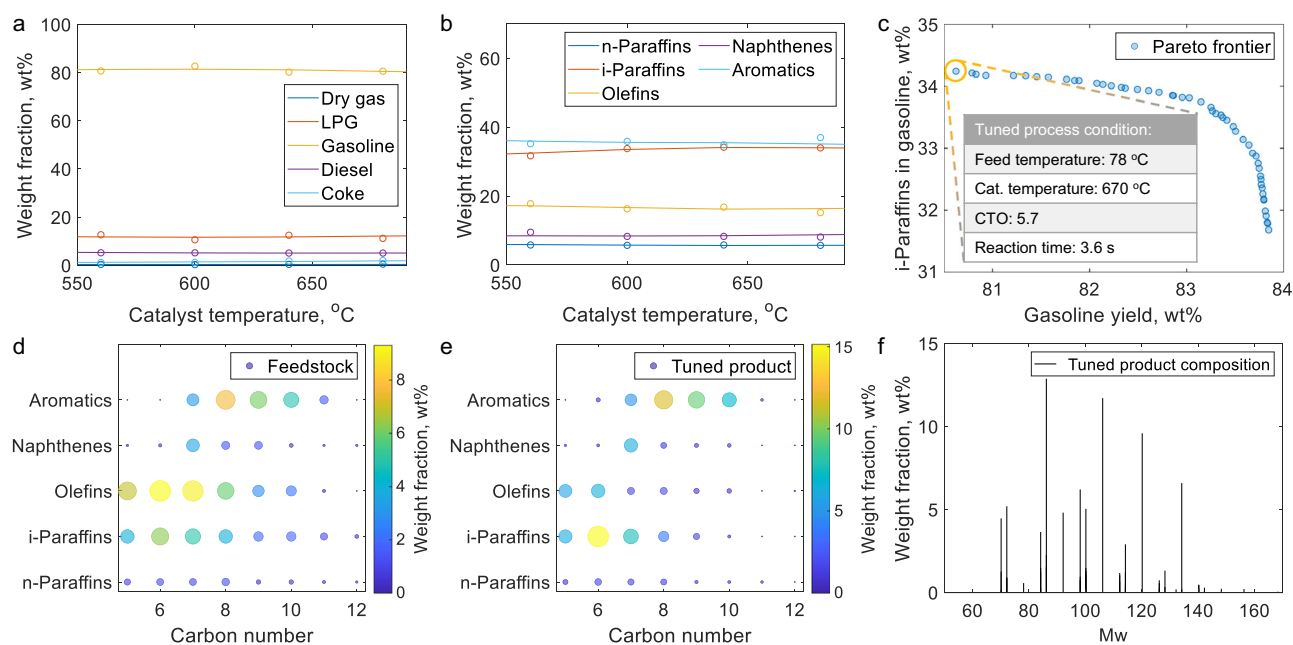 a
100
80
60
40
20
0
Weight fraction, wt%
Dry gas
LPG
Gasoline
Diesel
Coke
550
600
650
Catalyst temperature, °C
b
60
40
20
0
Weight fraction, wt%
n-Paraffins
i-Paraffins
Olefins
Naphthenes
Aromatics
550
600
650
Catalyst temperature, °C
c
35
34
33
32
31
i-Paraffins in gasoline, wt%
Pareto frontier
Tuned process condition:
Feed temperature: 78 °C
Cat. temperature: 670 °C
CTO: 5.7
Reaction time: 3.6 s
81
82
83
84
Gasoline yield, wt%
d
Feedstock
Aromatics
Naphthenes
Olefins
i-Paraffins
n-Paraffins
6
8
10
12
Carbon number
8
6
4
2
0
Weight fraction, wt%
e
Tuned product
Aromatics
Naphthenes
Olefins
i-Paraffins
n-Paraffins
6
8
10
12
Carbon number
15
10
5
0
Weight fraction, wt%
f
15
10
5
0
Weight fraction, wt%
Tuned product composition
60
80
100
120
140
160
Mw